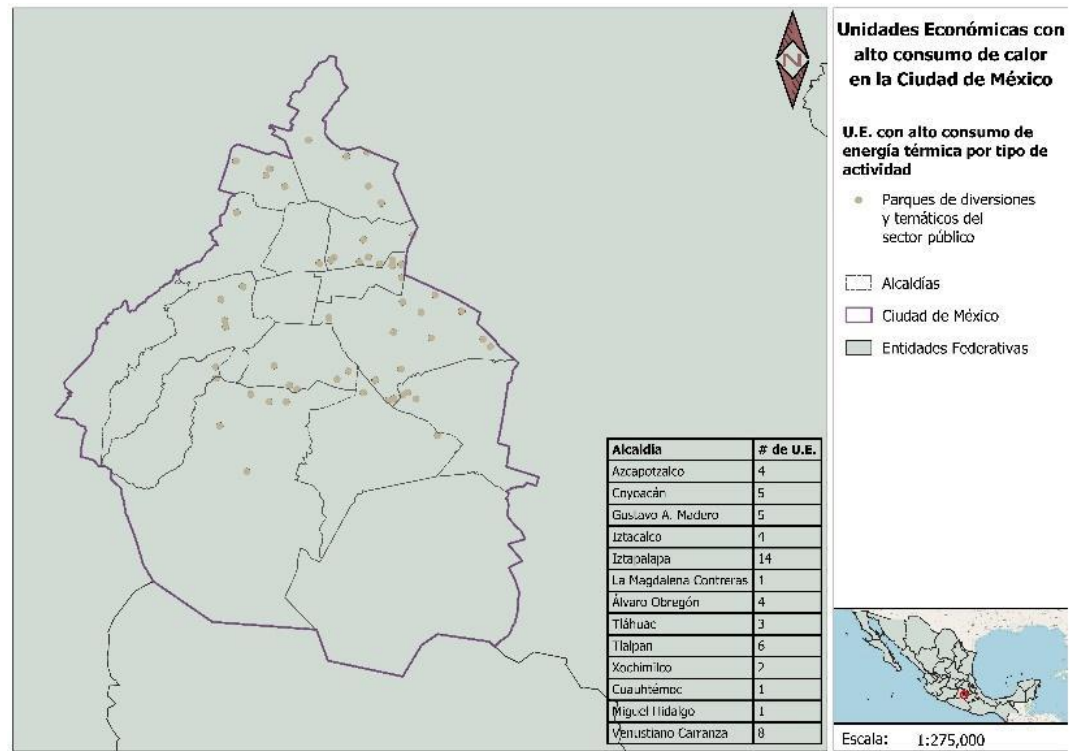 N
Unidades Económicas con
alto consumo de calor
en la Ciudad de México
U.E. con alto consumo de
energía térmica por tipo de
actividad
Parques de diversiones
y temáticos del
sector público
Alcaldías
Ciudad de México
Entidades Federativas
Alcaldía # de U.E.
Azcapotzalco 4
Coyoacán 5
Gustavo A. Madero 5
Iztacalco 4
Iztapalapa 14
La Magdalena Contreras 1
Álvaro Obregón 4
Tláhuac 3
Tlalpan 6
Xochimilco 2
Cuauhtémoc 1
Miguel Hidalgo 1
Venustiano Carranza 8
Escala: 1:275,000